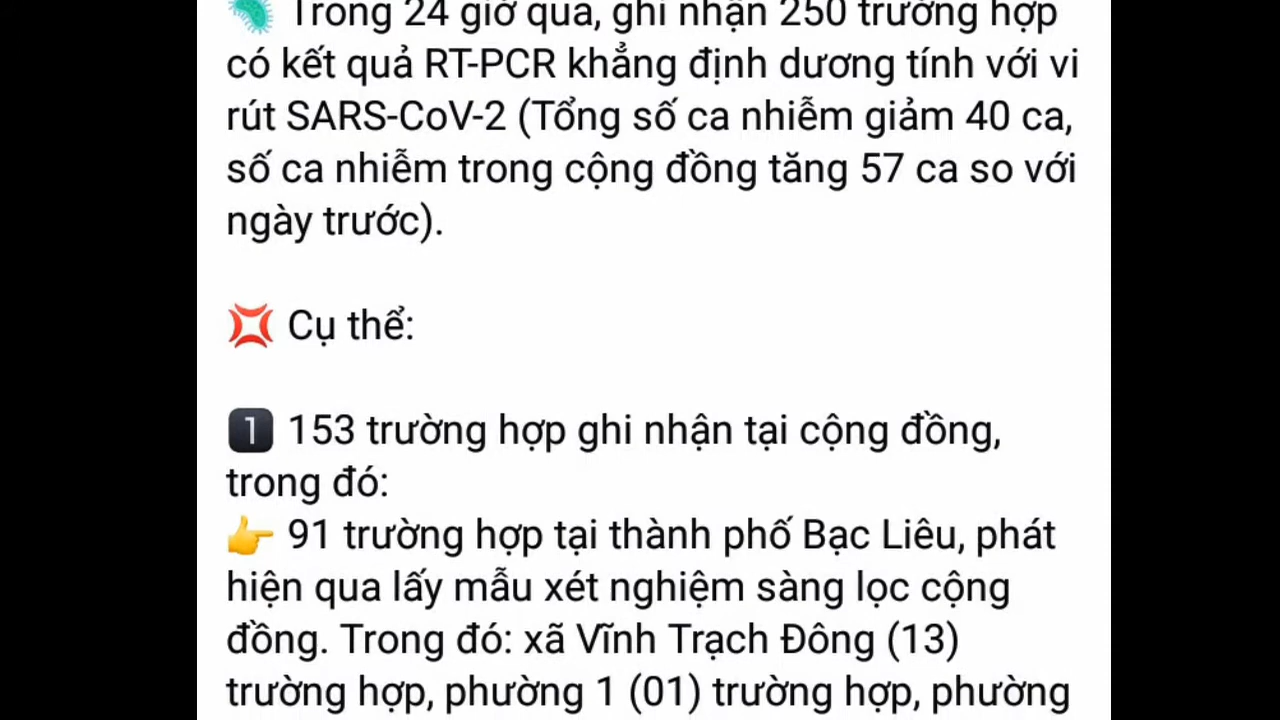 🦠 Trong 24 giờ qua, ghi nhận 250 trường hợp
có kết quả RT-PCR khẳng định dương tính với vi
rút SARS-CoV-2 (Tổng số ca nhiễm giảm 40 ca,
số ca nhiễm trong cộng đồng tăng 57 ca so với
ngày trước).
💢 Cụ thể:
1 153 trường hợp ghi nhận tại cộng đồng,
trong đó:
👉 91 trường hợp tại thành phố Bạc Liêu, phát
hiện qua lấy mẫu xét nghiệm sàng lọc cộng
đồng. Trong đó: xã Vĩnh Trạch Đông (13)
trường hợp, phường 1 (01) trường hợp, phường